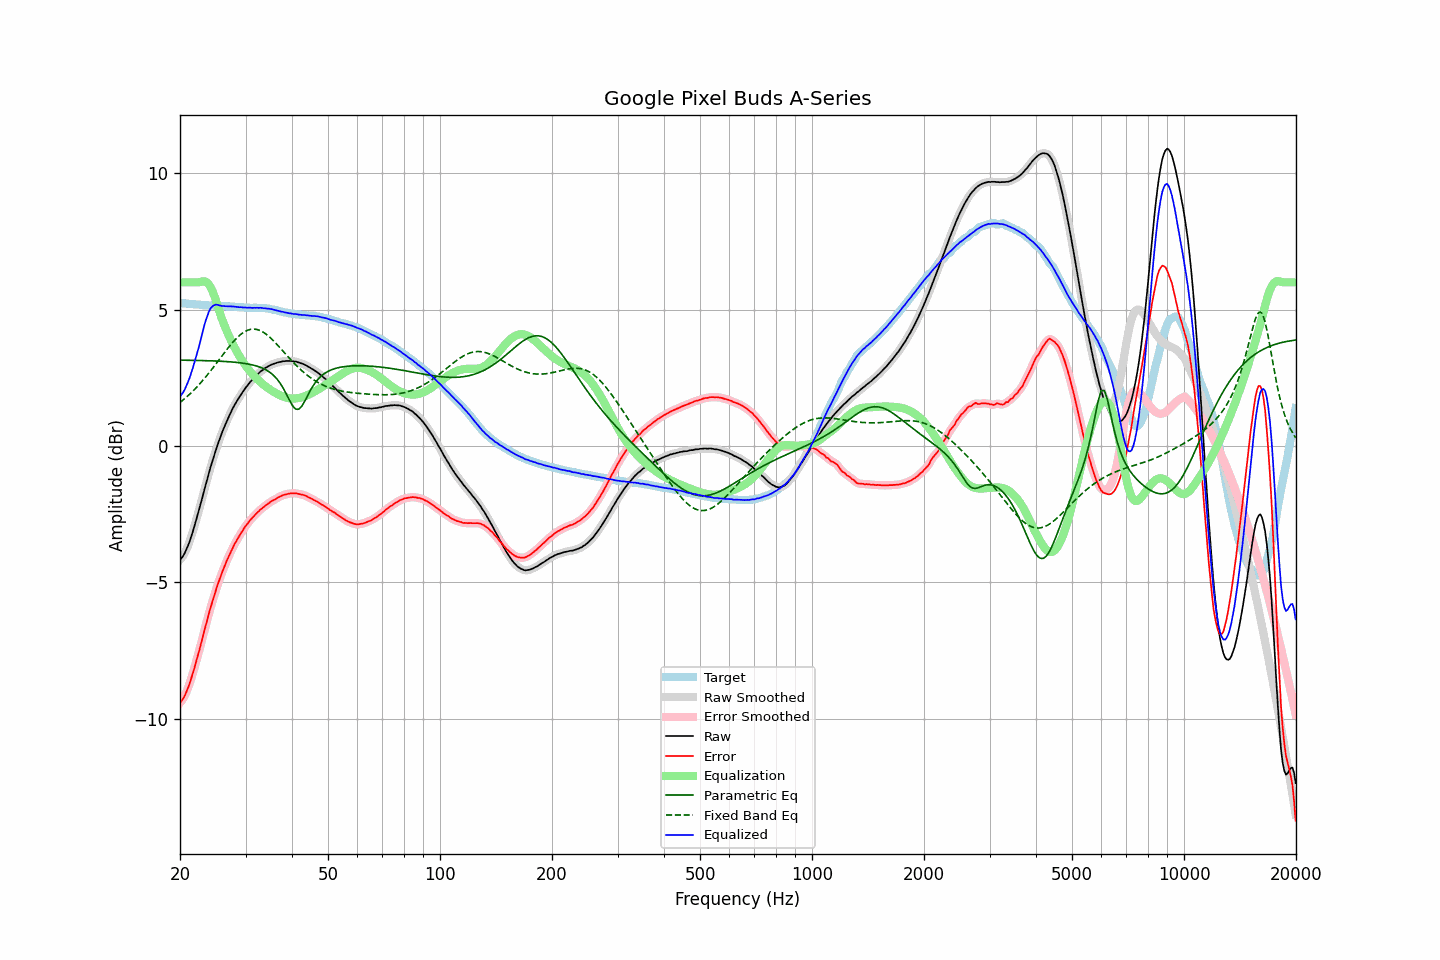 Google Pixel Buds A-Series
Amplitude (dBr)
10
5
0
−5
−10
20
50
100
200
500
1000
2000
5000
10000
20000
Frequency (Hz)
Target
Raw Smoothed
Error Smoothed
Raw
Error
Equalization
Parametric Eq
Fixed Band Eq
Equalized